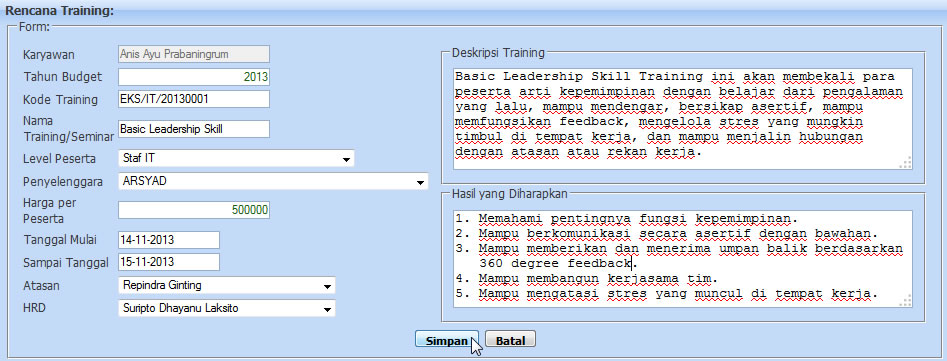 Rencana Training:
Form:
Karyawan Anis Ayu Prabaningrum
Tahun Budget 2013
Kode Training EKS/IT/20130001
Nama
Training/Seminar Basic Leadership Skill
Level Peserta Staf IT
Penyelenggara ARSYAD
Harga per
Peserta 500000
Tanggal Mulai 14-11-2013
Sampai Tanggal 15-11-2013
Atasan Repindra Ginting
HRD Suripto Dhayanu Laksito
Deskripsi Training
Basic Leadership Skill Training ini akan membekali para
peserta arti kepemimpinan dengan belajar dari pengalaman
yang lalu, mampu mendengar, bersikap asertif, mampu
memfungsikan feedback, mengelola stres yang mungkin
timbul di tempat kerja, dan mampu menjalin hubungan
dengan atasan atau rekan kerja.
Hasil yang Diharapkan
1. Memahami pentingnya fungsi kepemimpinan.
2. Mampu berkomunikasi secara asertif dengan bawahan.
3. Mampu memberikan dan menerima umpan balik berdasarkan
360 degree feedback.
4. Mampu membangun kerjasama tim.
5. Mampu mengatasi stres yang muncul di tempat kerja.
Simpan Batal